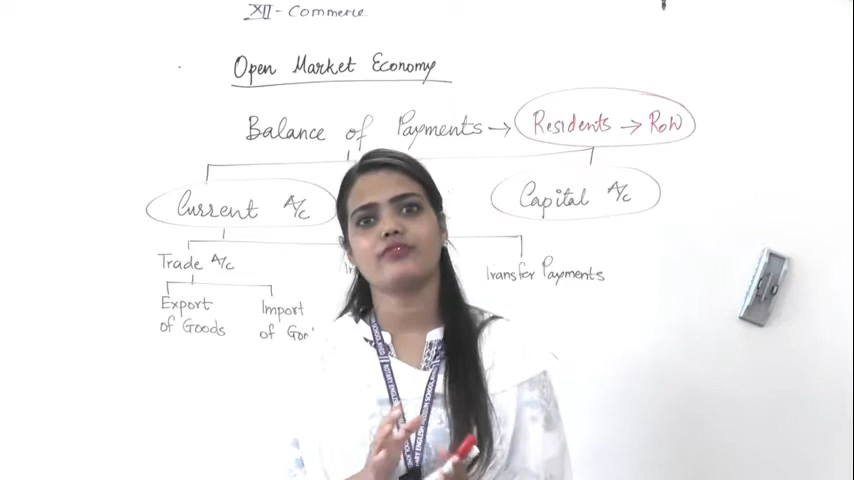 XII - Commerce
Open Market Economy
Balance of Payments → Residents → RoW
Current A/c
Capital A/c
Trade A/c
Transfer Payments
Export of Goods
Import of